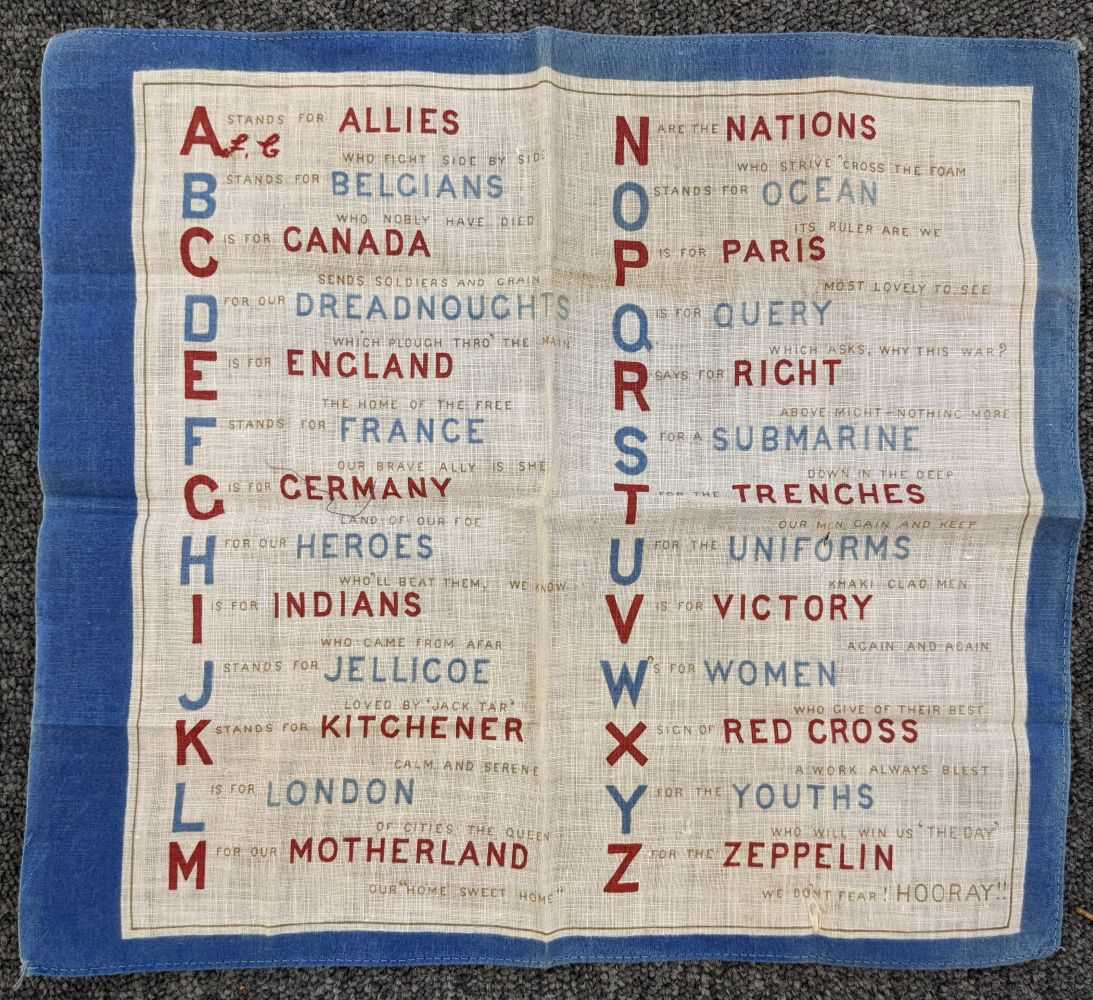 A STANDS FOR ALLIES
WHO FIGHT SIDE BY SIDE
B STANDS FOR BELGIANS
WHO NOBLY HAVE DIED
C IS FOR CANADA
SENDS SOLDIERS AND GRAIN
D FOR OUR DREADNOUGHTS
WHICH PLOUGH THRO' THE MAIN
E IS FOR ENGLAND
THE HOME OF THE FREE
F STANDS FOR FRANCE
OUR BRAVE ALLY IS SHE
G IS FOR GERMANY
LAND OF OUR FOE
H FOR OUR HEROES
WHO'LL BEAT THEM, WE KNOW
I IS FOR INDIANS
WHO CAME FROM AFAR
J STANDS FOR JELLICOE
LOVED BY 'JACK TAR'
K STANDS FOR KITCHENER
CALM AND SERENE
L IS FOR LONDON
OF CITIES THE QUEEN
M FOR OUR MOTHERLAND
OUR "HOME SWEET HOME"
N ARE THE NATIONS
WHO STRIVE 'CROSS THE FOAM
O STANDS FOR OCEAN
ITS RULER ARE WE
P IS FOR PARIS
MOST LOVELY TO SEE
Q IS FOR QUERY
WHICH ASKS, WHY THIS WAR?
R SAYS FOR RIGHT
ABOVE MIGHT-NOTHING MORE
S FOR A SUBMARINE
DOWN IN THE DEEP
T FOR THE TRENCHES
OUR MEN GAIN AND KEEP
U FOR THE UNIFORMS
KHAKI CLAD MEN
V IS FOR VICTORY
AGAIN AND AGAIN
W'S FOR WOMEN
WHO GIVE OF THEIR BEST
X SIGN OF RED CROSS
A WORK ALWAYS BLEST
Y FOR THE YOUTHS
WHO WILL WIN US 'THE DAY'
Z FOR THE ZEPPELIN
WE DON'T FEAR! HOORAY!!